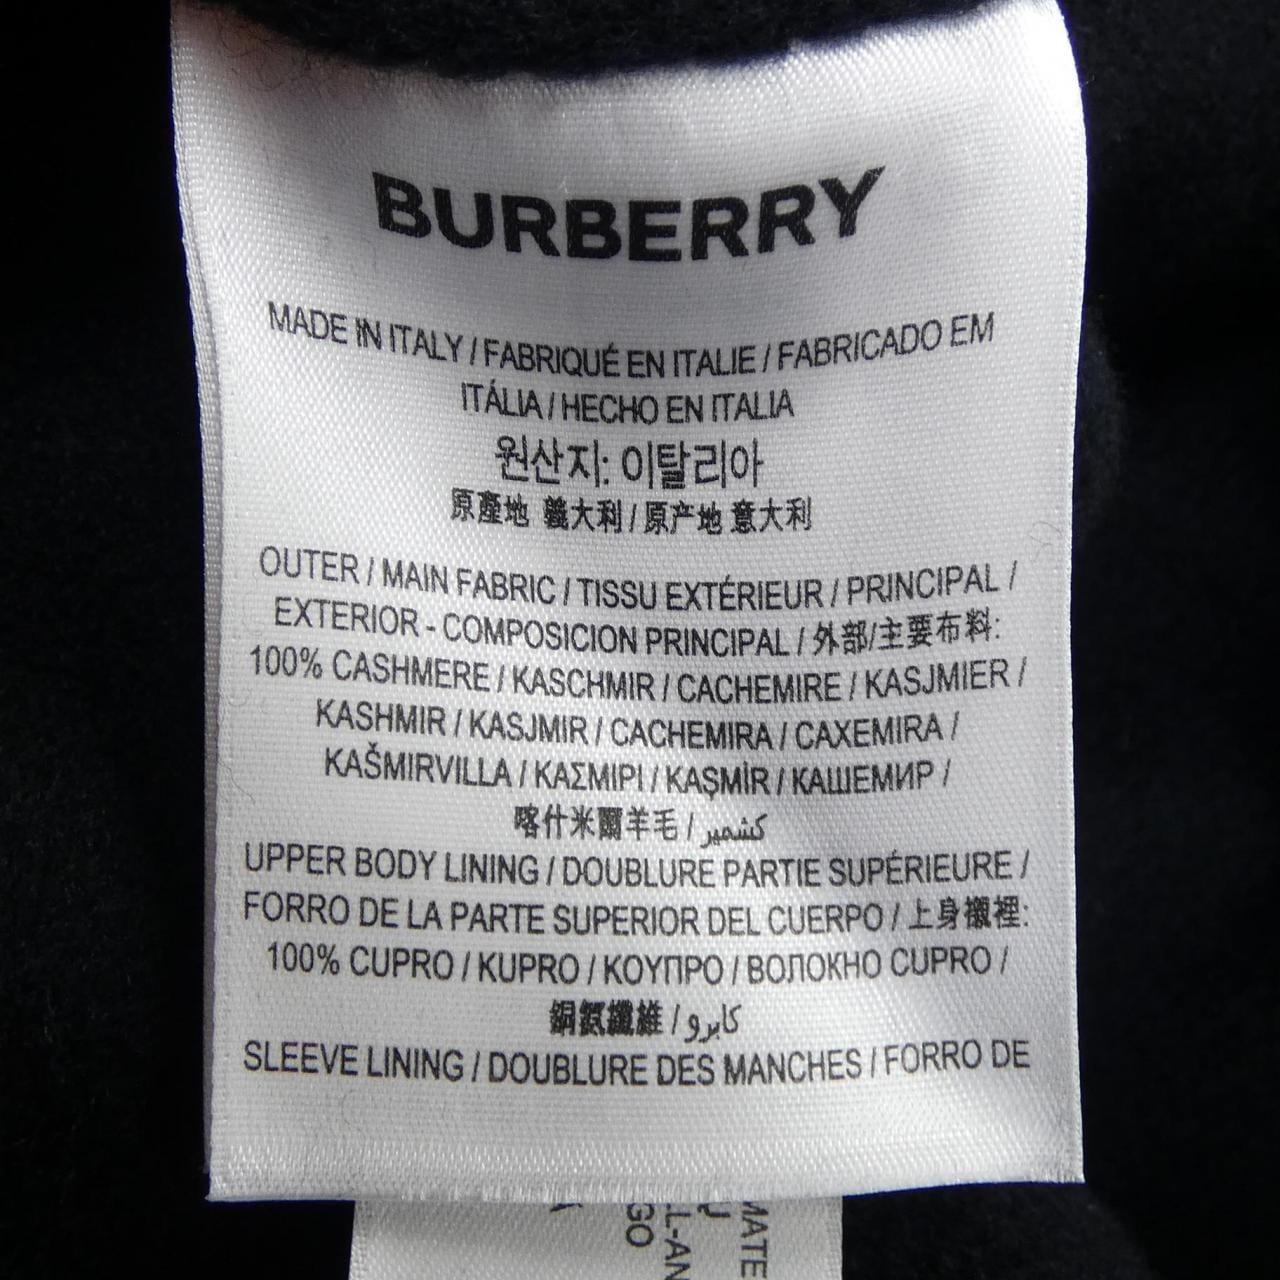 BURBERRY
MADE IN ITALY / FABRIQUÉ EN ITALIE / FABRICADO EM
ITÁLIA / HECHO EN ITALIA
원산지: 이탈리아
原產地 義大利 / 原产地 意大利
OUTER / MAIN FABRIC / TISSU EXTÉRIEUR / PRINCIPAL /
EXTERIOR - COMPOSICION PRINCIPAL / 外部/主要布料:
100% CASHMERE / KASCHMIR / CACHEMIRE / KASJMIER /
KASHMIR / KASJMIR / CACHEMIRA / CAXEMIRA /
KAŠMIRVILLA / ΚΑΣΜΙΡΙ / KAŞMİR / КАШЕМИР /
喀什米爾羊毛 / كشمير
UPPER BODY LINING / DOUBLURE PARTIE SUPÉRIEURE /
FORRO DE LA PARTE SUPERIOR DEL CUERPO / 上身襯裡:
100% CUPRO / KUPRO / ΚΟΥΠΡΟ / ВОЛОКНО CUPRO /
銅氨纖維 / كابرو
SLEEVE LINING / DOUBLURE DES MANCHES / FORRO DE